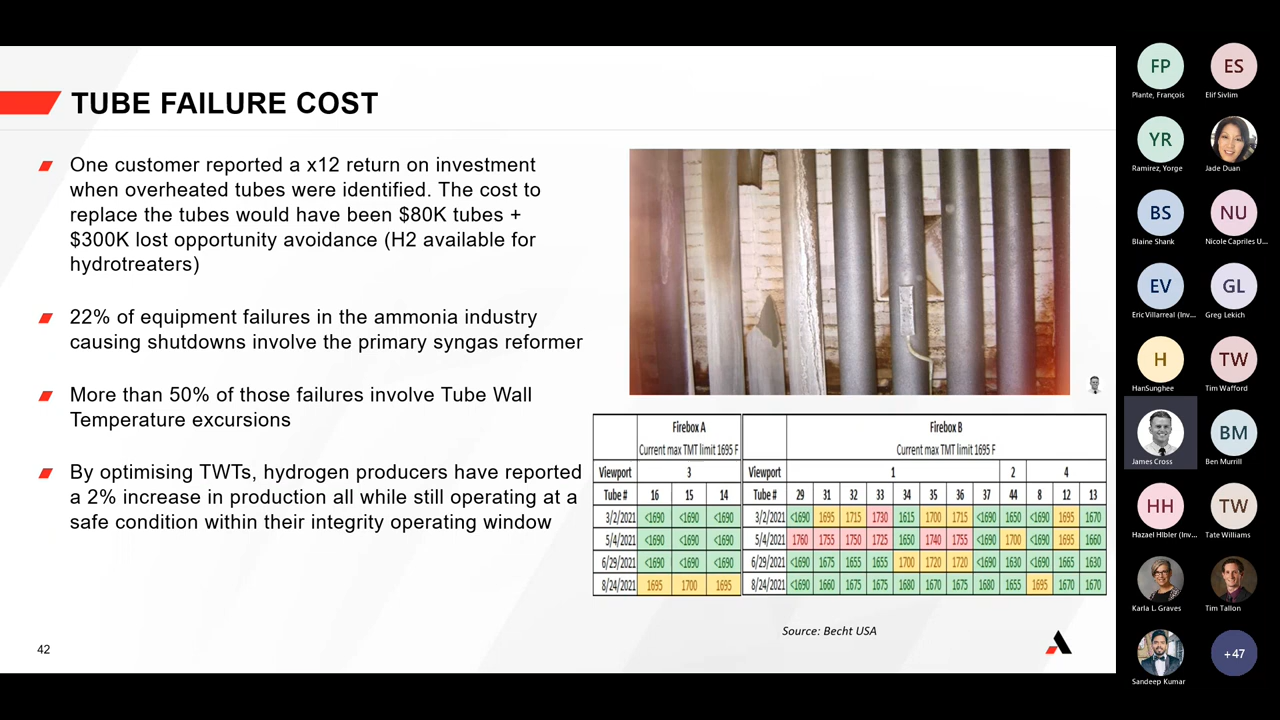 TUBE FAILURE COST
One customer reported a x12 return on investment
when overheated tubes were identified. The cost to
replace the tubes would have been $80K tubes +
$300K lost opportunity avoidance (H2 available for
hydrotreaters)
22% of equipment failures in the ammonia industry
causing shutdowns involve the primary syngas reformer
More than 50% of those failures involve Tube Wall
Temperature excursions
By optimising TWTs, hydrogen producers have reported
a 2% increase in production all while still operating at a
safe condition within their integrity operating window
Firebox A
Current max TMT limit 1695 F
Viewport 3
Tube # 16 15 14
3/2/2021 <1690 <1690 <1690
5/4/2021 <1690 <1690 <1690
6/29/2021 <1690 <1690 <1690
8/24/2021 1695 1700 1695
Firebox B
Current max TMT limit 1695 F
Viewport 1 2 4
Tube # 29 31 32 33 34 35 36 37 44 8 12 13
3/2/2021 <1690 1695 1715 1730 1615 1700 1715 <1690 1650 <1690 1695 1670
5/4/2021 1760 1755 1750 1725 1650 1740 1755 <1690 1700 <1690 1695 1660
6/29/2021 <1690 1675 1655 1655 1700 1720 1720 <1690 1630 <1690 1665 1630
8/24/2021 <1690 1660 1655 1655 1680 1670 1675 1680 1655 1695 1670 1670
Source: Becht USA
42
FP ES
Plante, François Elif Sivlim
YR
Ramirez, Yorge Jade Duan
BS NU
Blaine Shank Nicole Capriles U...
EV GL
Eric Villarreal (Inv... Greg Lekich
H TW
HanSunghee Tim Wafford
BM
James Cross Ben Murrill
HH TW
Hazael Hibler (Inv... Tate Williams
Karla L. Graves Tim Tallon
+47
Sandeep Kumar